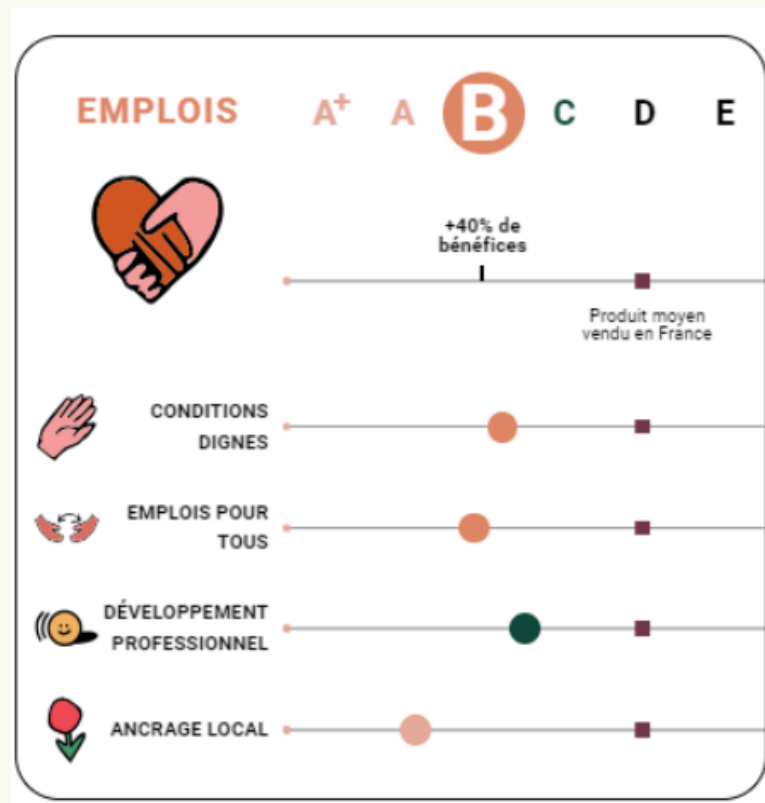 EMPLOIS A+ A B C D E
+40% de
bénéfices
Produit moyen
vendu en France
CONDITIONS
DIGNES
EMPLOIS POUR
TOUS
DÉVELOPPEMENT
PROFESSIONNEL
ANCRAGE LOCAL